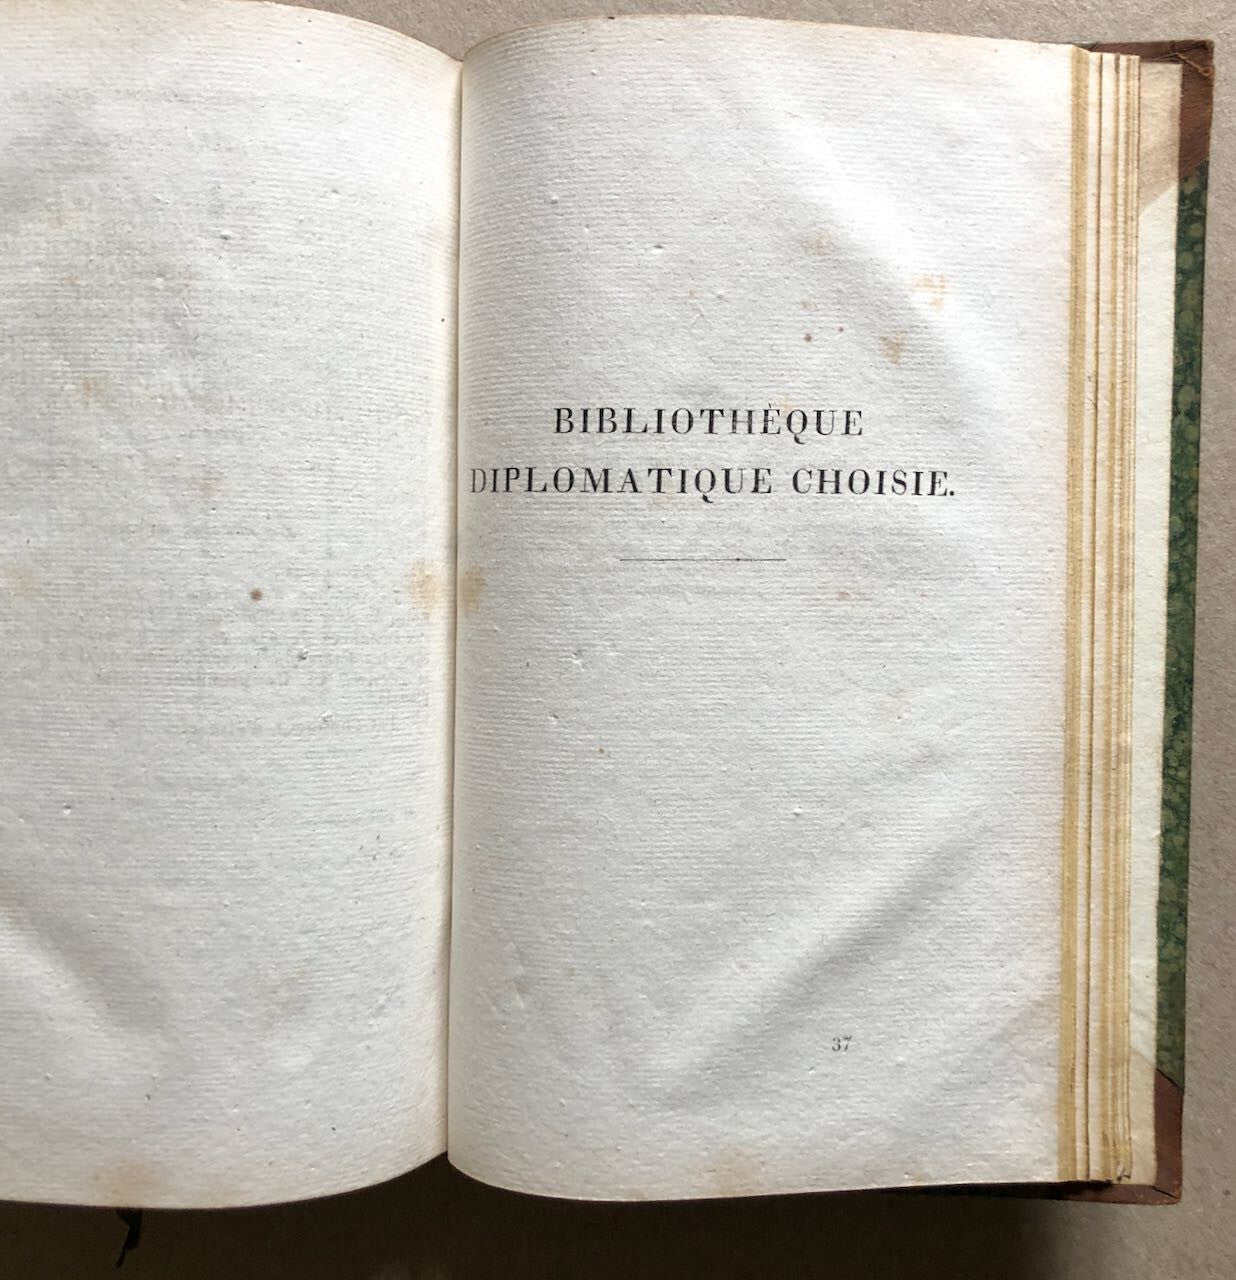 BIBLIOTHÈQUE
DIPLOMATIQUE CHOISIE.
37